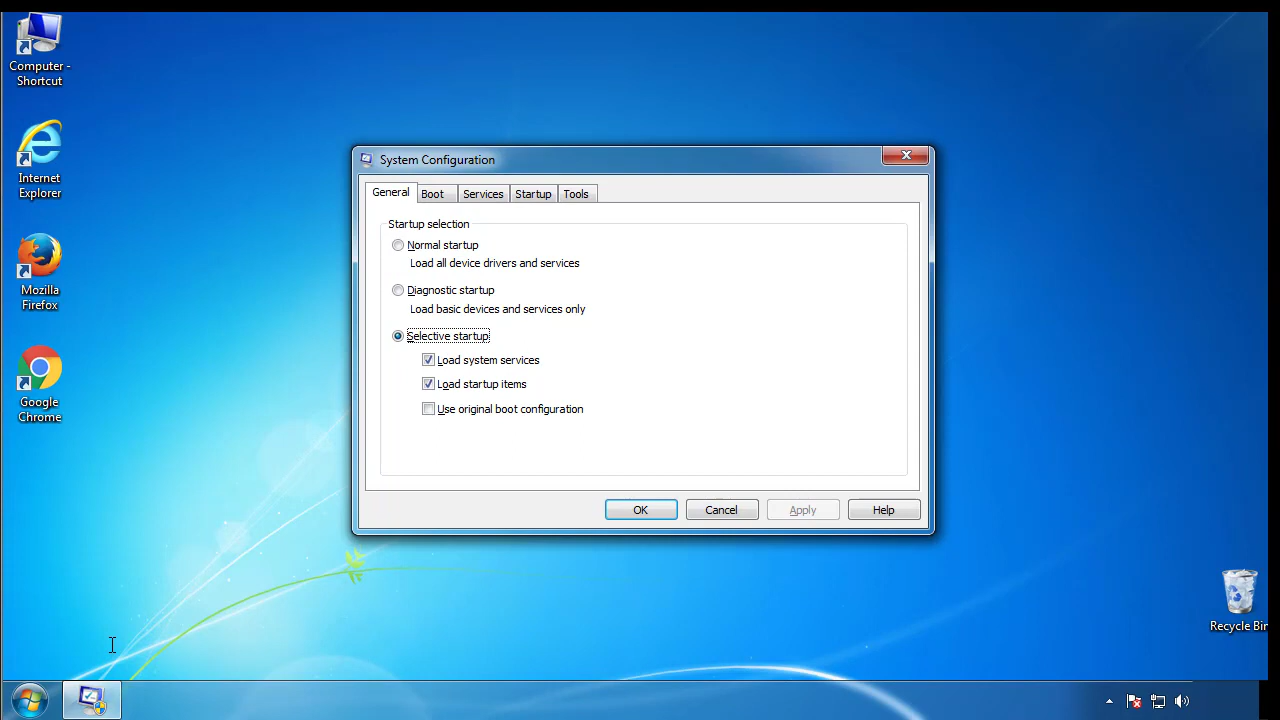 Computer -
Shortcut
Internet
Explorer
Mozilla
Firefox
Google
Chrome
System Configuration
General
Boot
Services
Startup
Tools
Startup selection
Normal startup
Load all device drivers and services
Diagnostic startup
Load basic devices and services only
Selective startup
Load system services
Load startup items
Use original boot configuration
OK
Cancel
Apply
Help
Recycle Bin